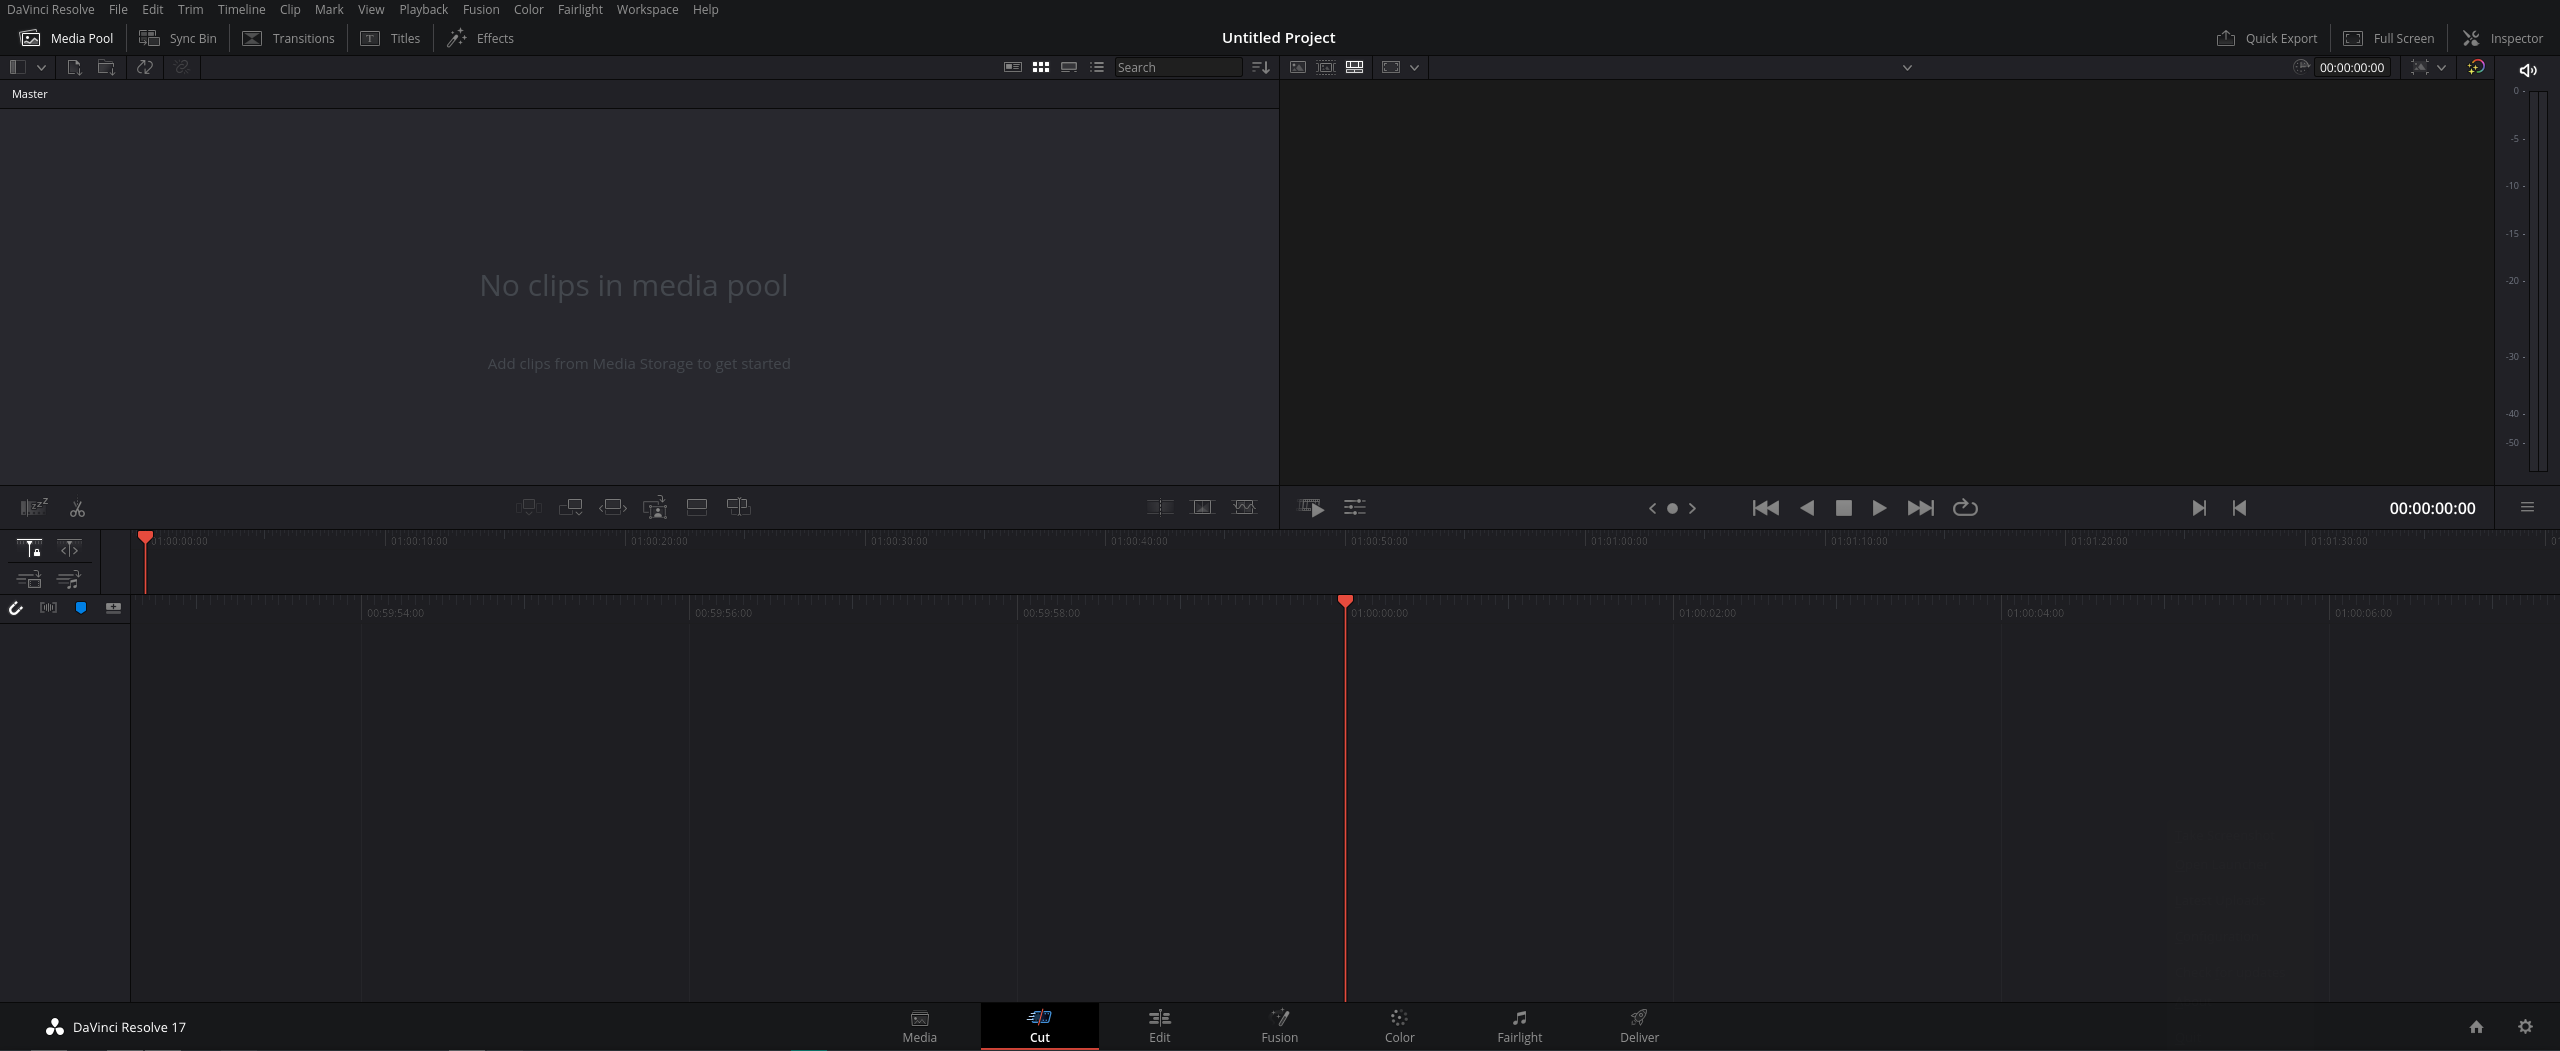 DaVinci Resolve File Edit Trim Timeline Clip Mark View Playback Fusion Color Fairlight Workspace Help
Media Pool Sync Bin Transitions Titles Effects Untitled Project Quick Export Full Screen Inspector
Search 00:00:00:00
Master
0
-5
-10
-15
-20
-30
-40
-50
No clips in media pool
Add clips from Media Storage to get started
00:00:00:00
01:00:00:00 01:00:10:00 01:00:20:00 01:00:30:00 01:00:40:00 01:00:50:00 01:01:00:00 01:01:10:00 01:01:20:00 01:01:30:00
00:59:54:00 00:59:56:00 00:59:58:00 01:00:00:00 01:00:02:00 01:00:04:00 01:00:06:00
DaVinci Resolve 17
Media Cut Edit Fusion Color Fairlight Deliver